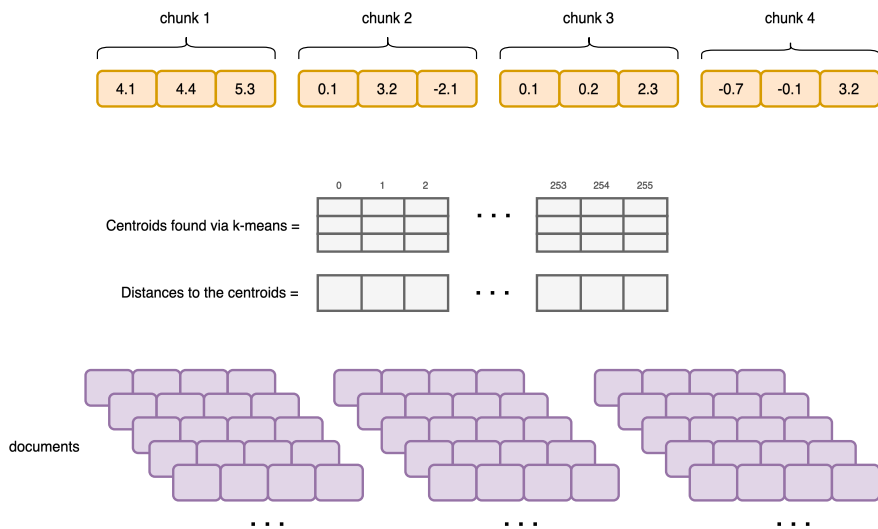 chunk 1 chunk 2 chunk 3 chunk 4
4.1 4.4 5.3 0.1 3.2 -2.1 0.1 0.2 2.3 -0.7 -0.1 3.2
0 1 2 253 254 255
Centroids found via k-means = . . .
Distances to the centroids = . . .
documents
. . . . . . . . .